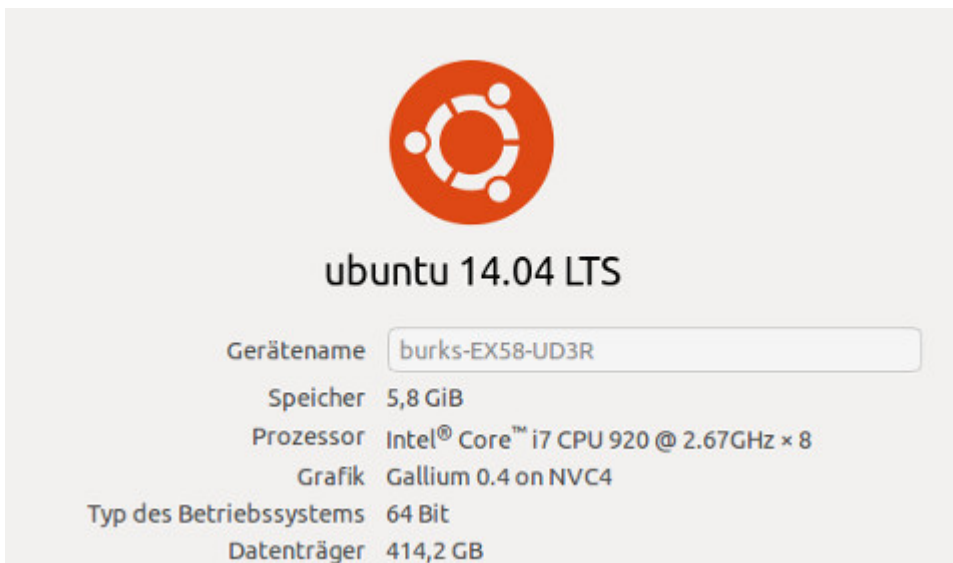 ubuntu 14.04 LTS
Gerätename burks-EX58-UD3R
Speicher 5,8 GiB
Prozessor Intel® Core™ i7 CPU 920 @ 2.67GHz × 8
Grafik Gallium 0.4 on NVC4
Typ des Betriebssystems 64 Bit
Datenträger 414,2 GB